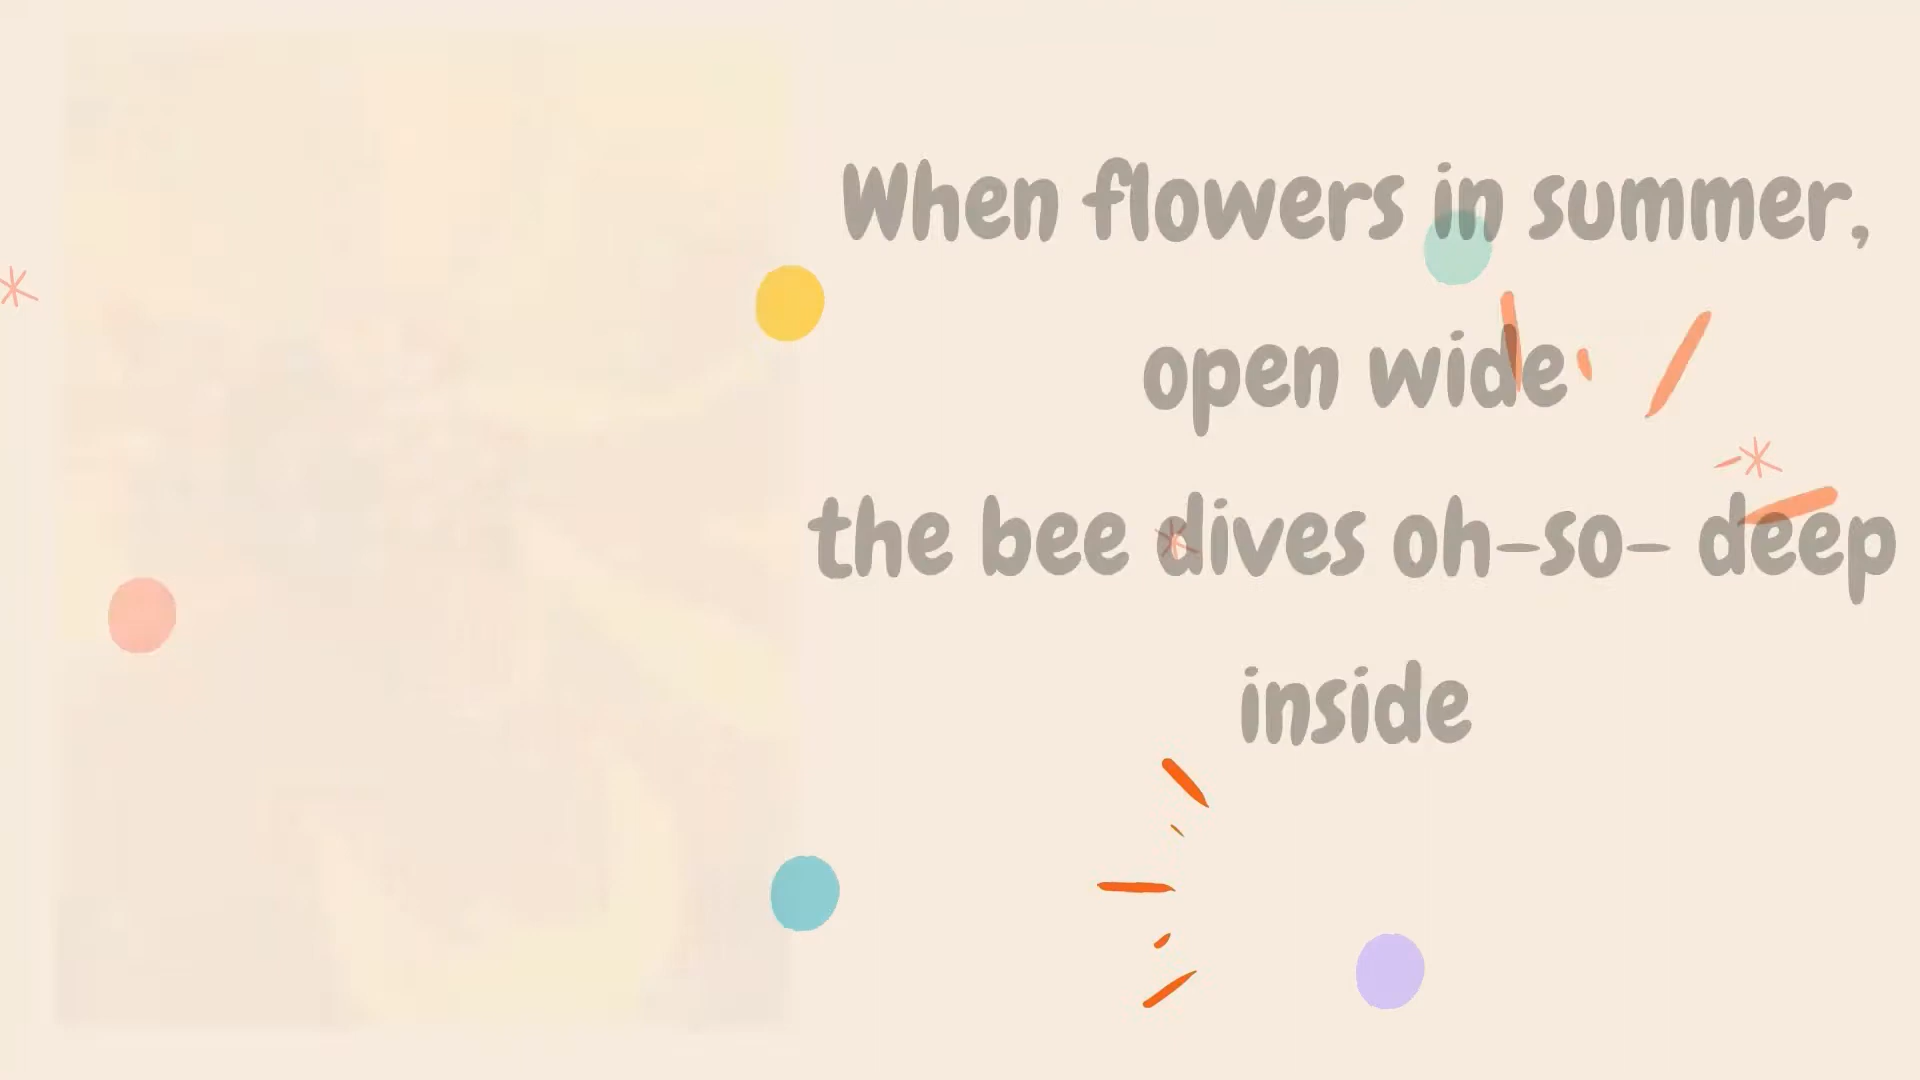 When flowers in summer,
open wide
the bee dives oh-so- deep
inside